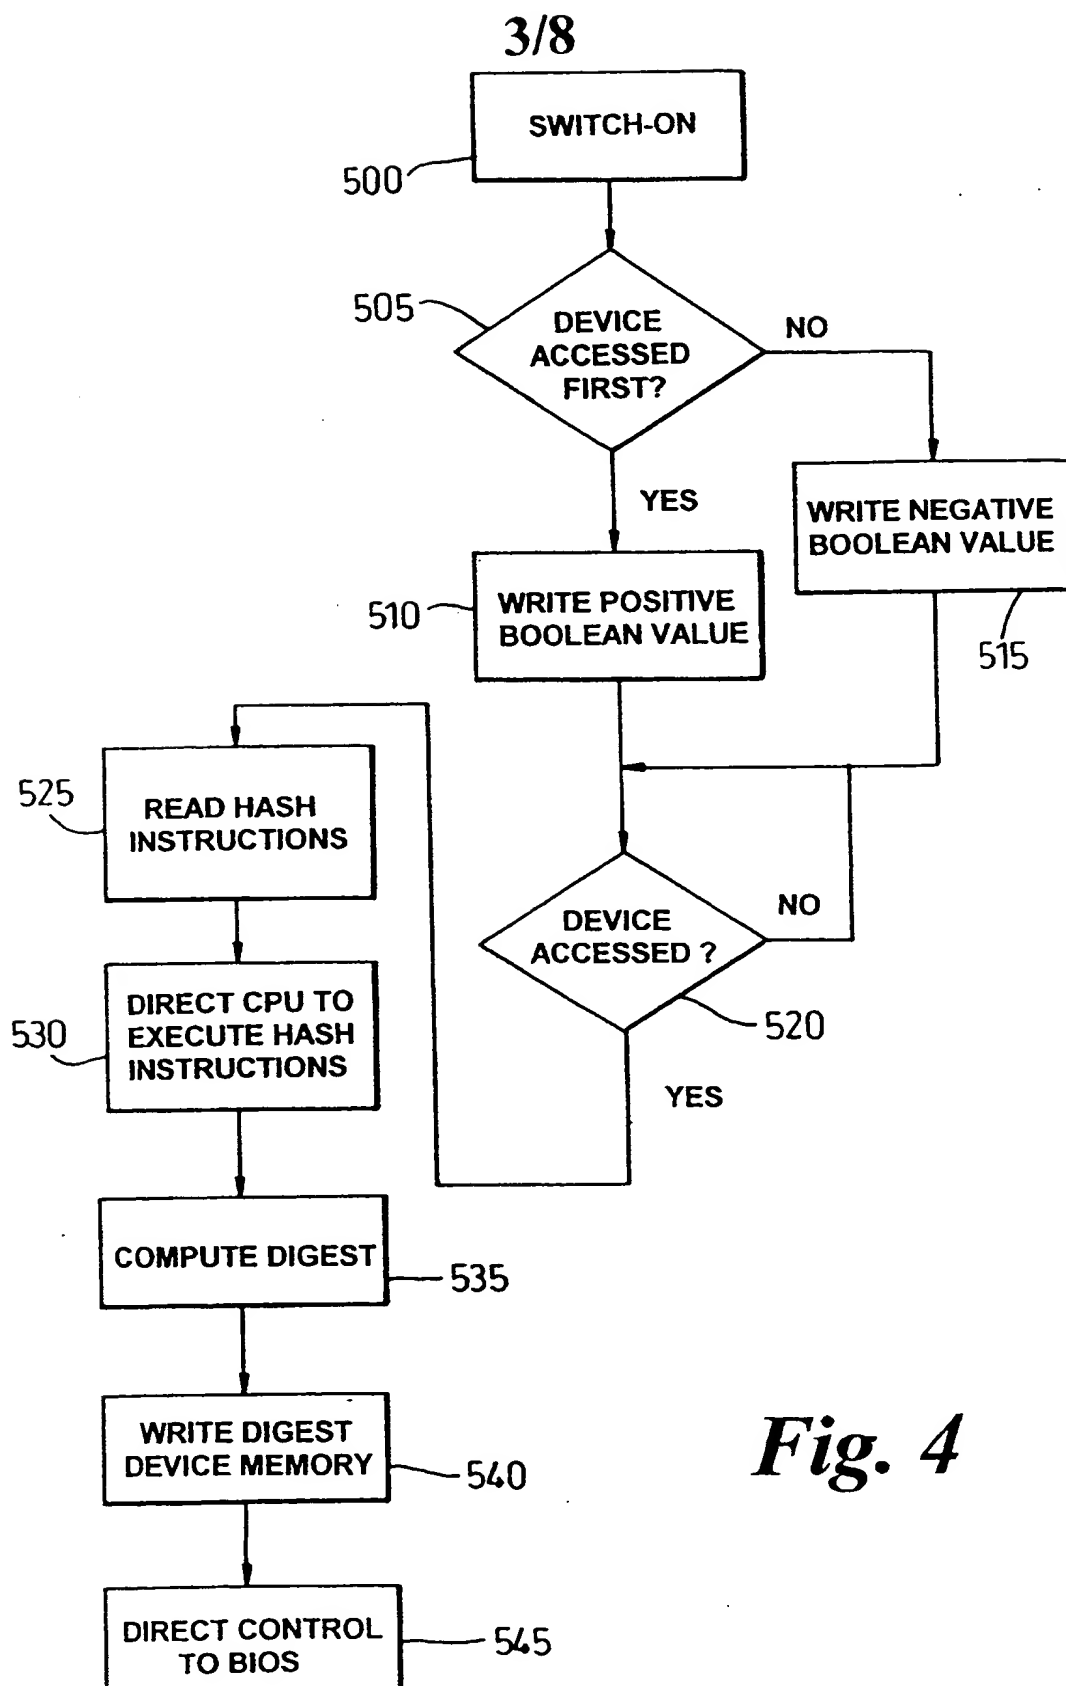 3/8
SWITCH-ON
500
505
DEVICE
ACCESSED
FIRST?
NO
YES
WRITE NEGATIVE
BOOLEAN VALUE
515
510
WRITE POSITIVE
BOOLEAN VALUE
525
READ HASH
INSTRUCTIONS
DEVICE
ACCESSED ?
NO
520
YES
530
DIRECT CPU TO
EXECUTE HASH
INSTRUCTIONS
COMPUTE DIGEST
535
WRITE DIGEST
DEVICE MEMORY
540
Fig. 4
DIRECT CONTROL
TO BIOS
545